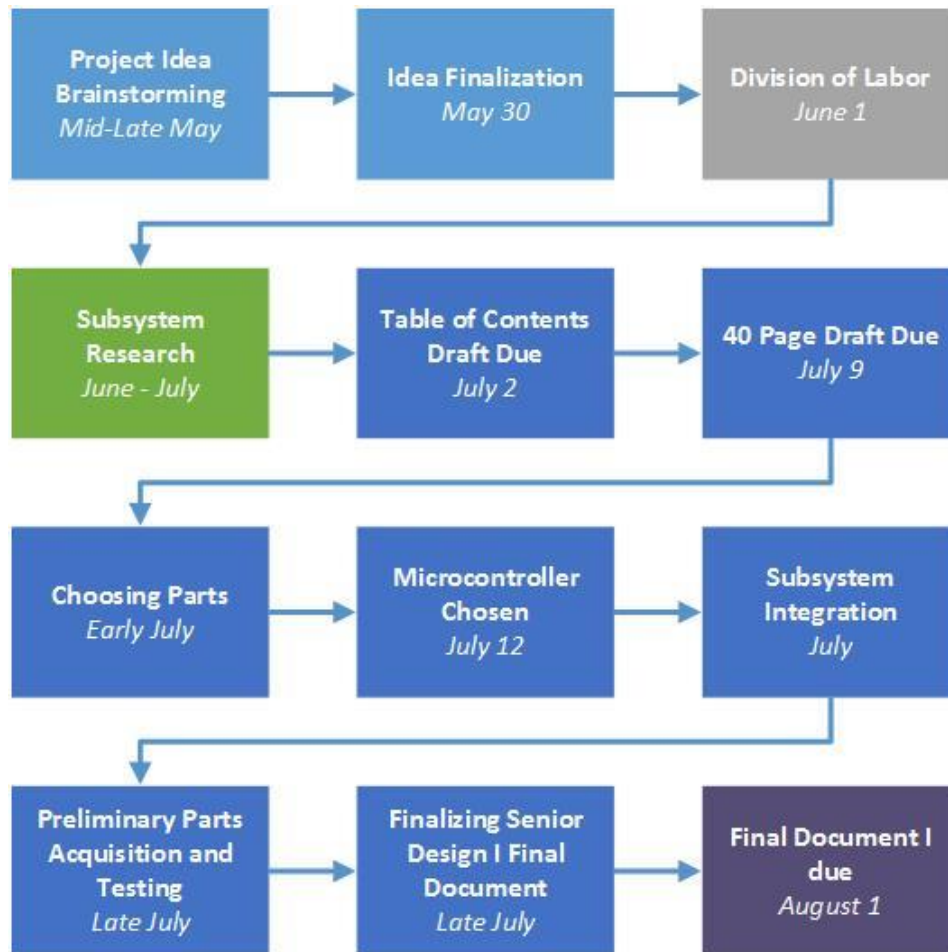 Project Idea
Brainstorming
Mid-Late May
Idea Finalization
May 30
Division of Labor
June 1
Subsystem
Research
June - July
Table of Contents
Draft Due
July 2
40 Page Draft Due
July 9
Choosing Parts
Early July
Microcontroller
Chosen
July 12
Subsystem
Integration
July
Preliminary Parts
Acquisition and
Testing
Late July
Finalizing Senior
Design I Final
Document
Late July
Final Document I
due
August 1